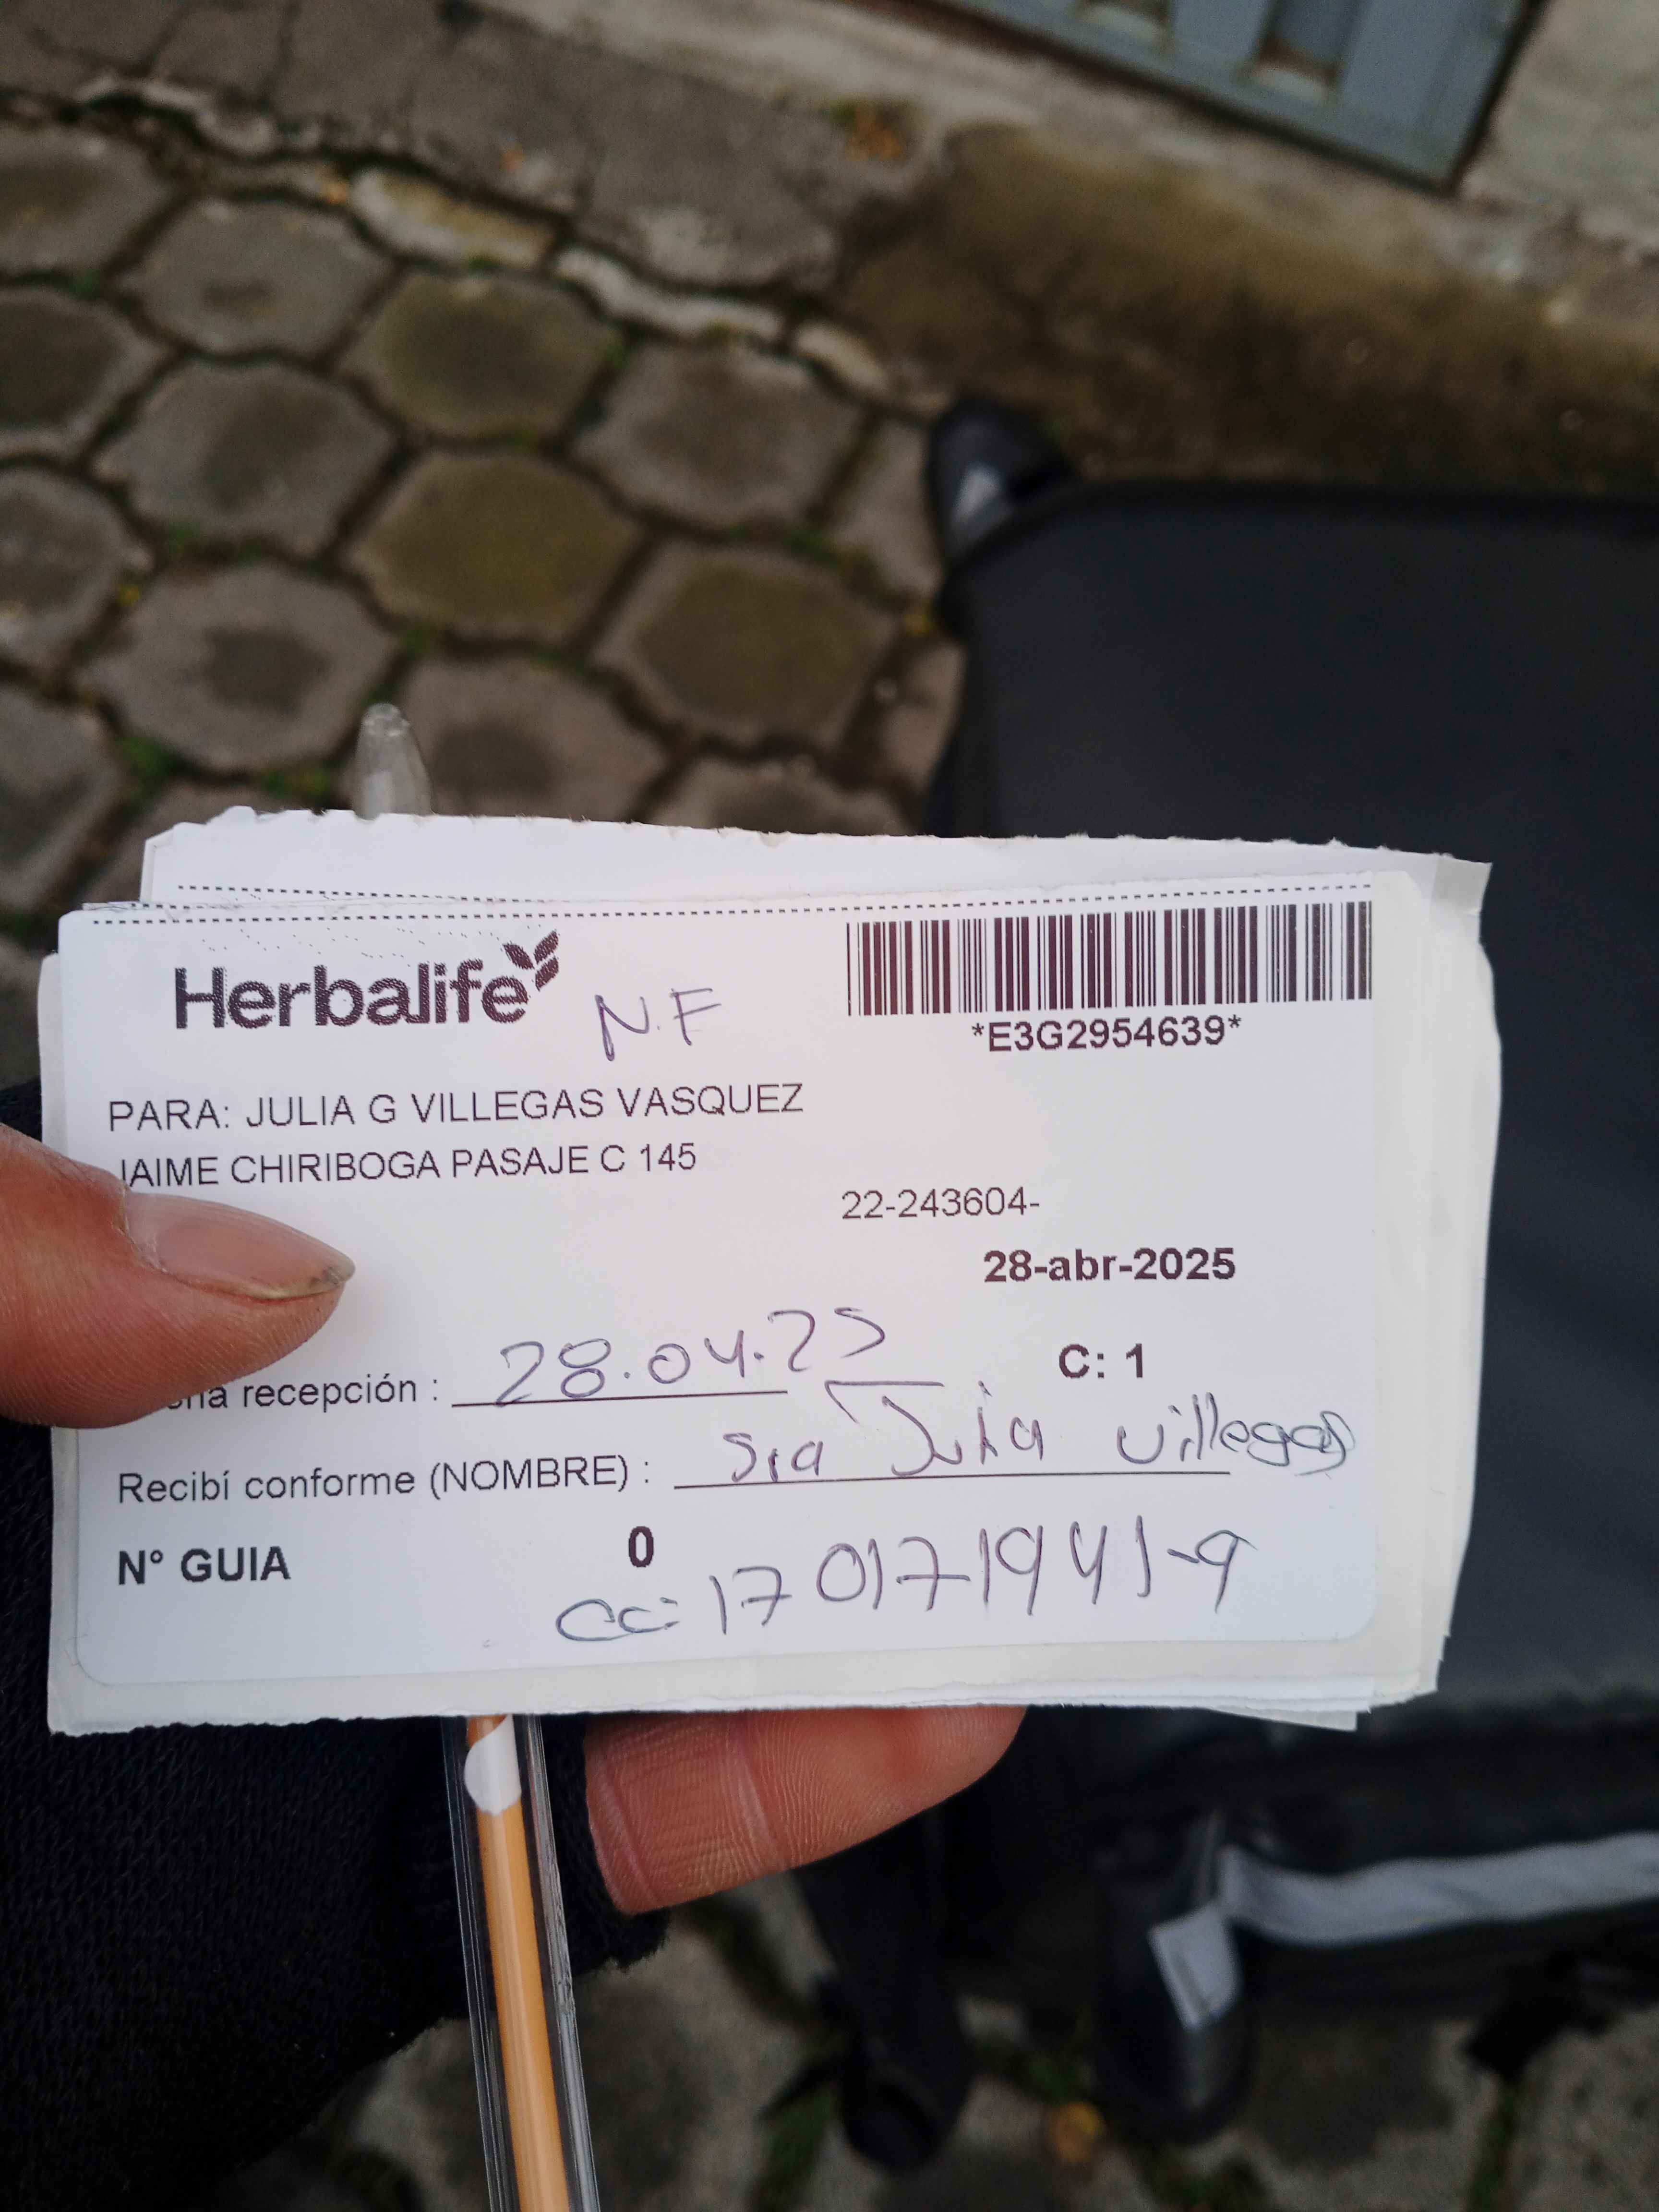 Herbalife
N.F
*E3G2954639*
PARA: JULIA G VILLEGAS VASQUEZ
JAIME CHIRIBOGA PASAJE C 145
22-243604-
28-abr-2025
recepción : 28.04.25
C: 1
Recibí conforme (NOMBRE) : Sra Julia Villegas
N° GUIA 0
cc: 170171941-9